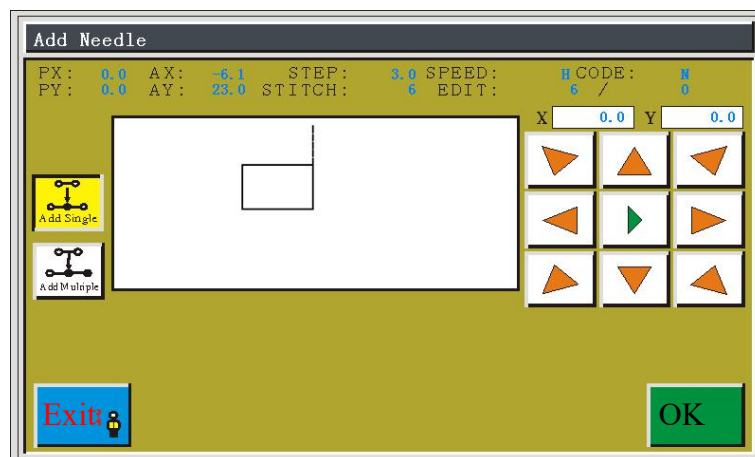 Add Needle
PX: 0.0 AX: -6.1 STEP: 3.0 SPEED: H CODE: N
PY: 0.0 AY: 23.0 STITCH: 6 EDIT: 6 / 0
X 0.0 Y 0.0
Add Single
Add Multiple
Exit
OK